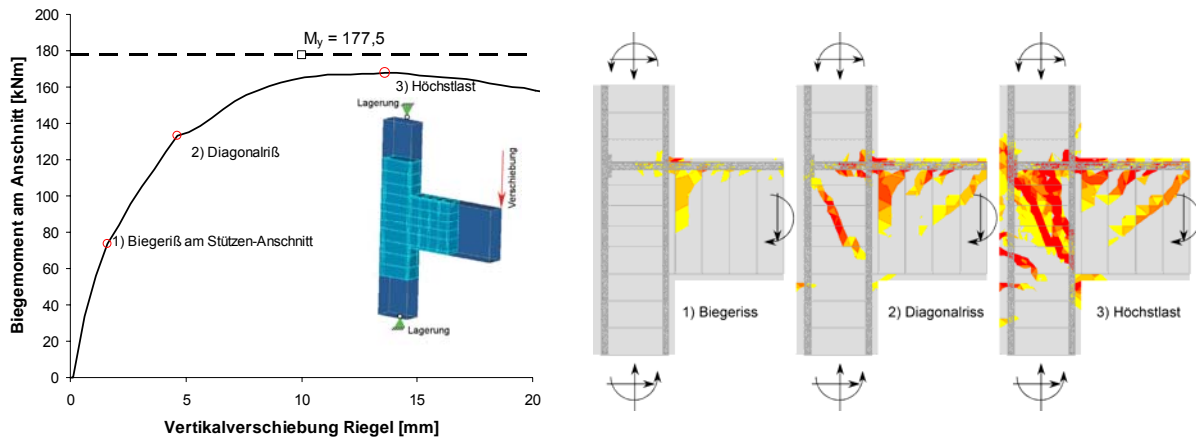 200
180
160
140
120
100
80
60
40
20
0
Biegemoment am Anschnitt [kNm]
My = 177,5
3) Höchstlast
2) Diagonalriß
1) Biegeriß am Stützen-Anschnitt
Lagerung
Verschiebung
Lagerung
0
5
10
15
20
Vertikalverschiebung Riegel [mm]
1) Biegeriss
2) Diagonalriss
3) Höchstlast